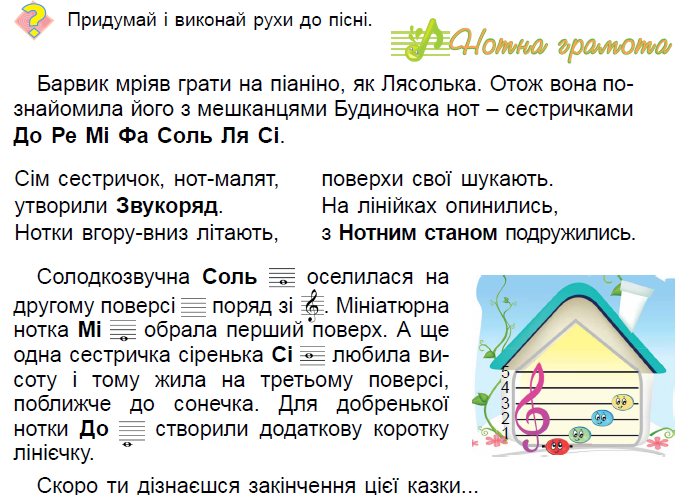 Придумай і виконай рухи до пісні.
Нотна грамота
Барвик мріяв грати на піаніно, як Лясолька. Отож вона по-
знайомила його з мешканцями Будиночка нот – сестричками
До Ре Мі Фа Соль Ля Сі.
Сім сестричок, нот-малят,
утворили Звукоряд.
Нотки вгору-вниз літають,
поверхи свої шукають.
На лінійках опинились,
з Нотним станом подружились.
Солодкозвучна Соль оселилася на
другому поверсі поряд зі . Мініатюрна
нотка Мі обрала перший поверх. А ще
одна сестричка сіренька Сі любила ви-
соту і тому жила на третьому поверсі,
поближче до сонечка. Для добренької
нотки До створили додаткову коротку
лінієчку.
5
4
3
2
1
Скоро ти дізнаєшся закінчення цієї казки...